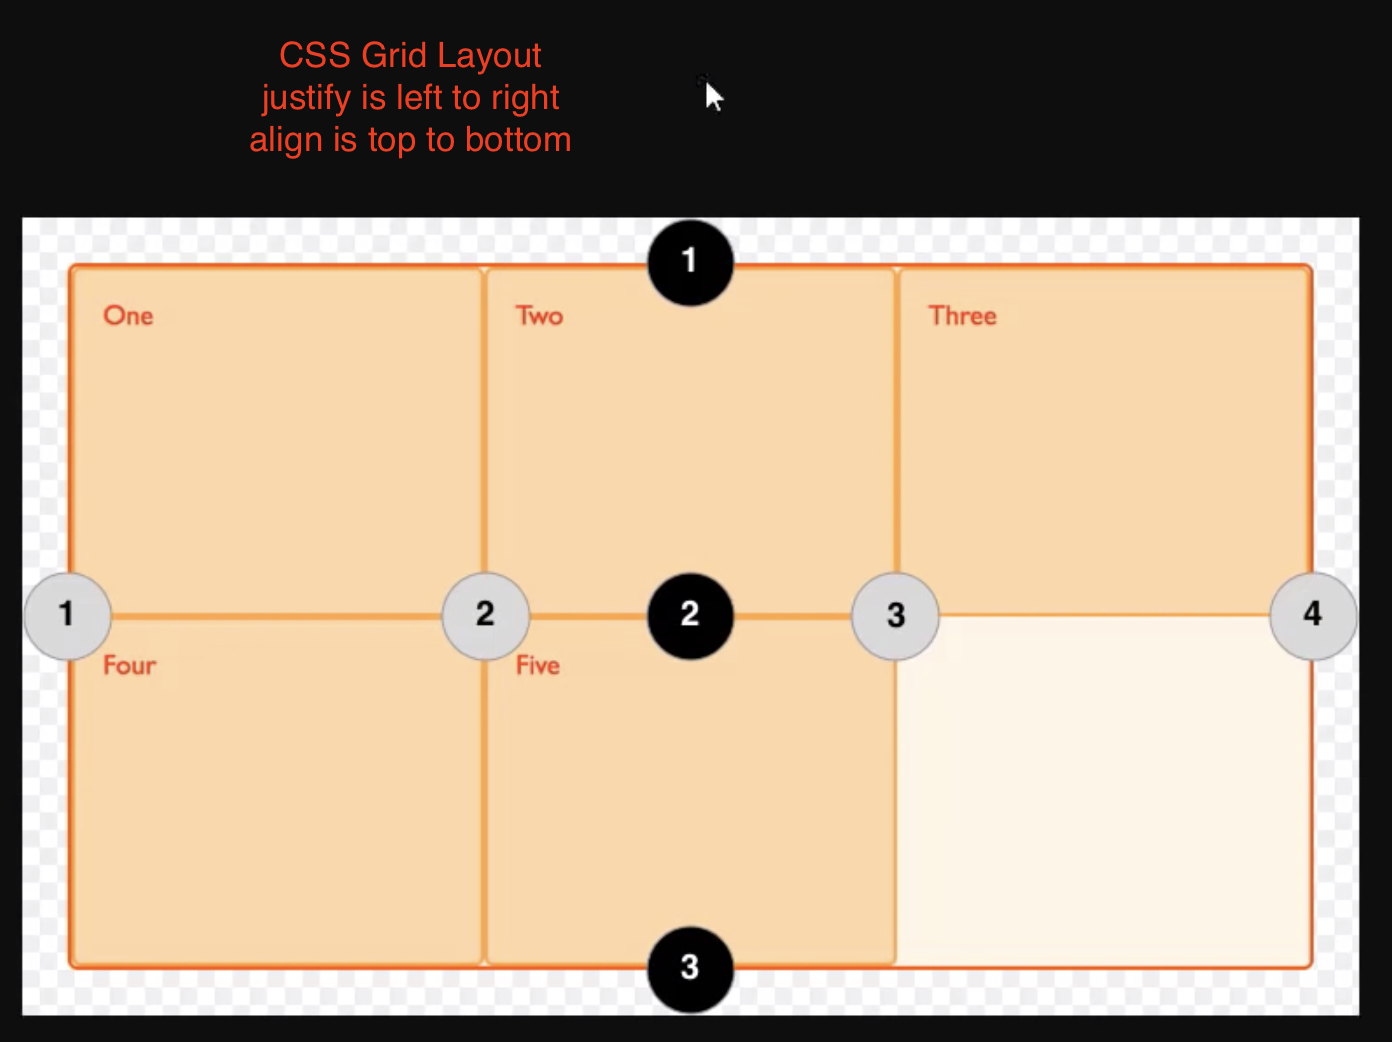 CSS Grid Layout
justify is left to right
align is top to bottom
1
One
Two
Three
1
2
2
3
4
Four
Five
3